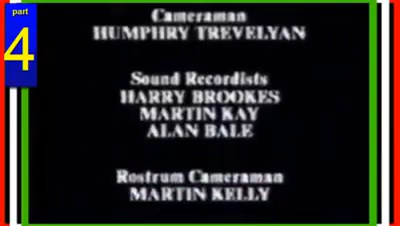 part
4
Cameraman
HUMPHRY TREVELYAN
Sound Recordists
HARRY BROOKES
MARTIN KAY
ALAN BALE
Rostrum Cameraman
MARTIN KELLY